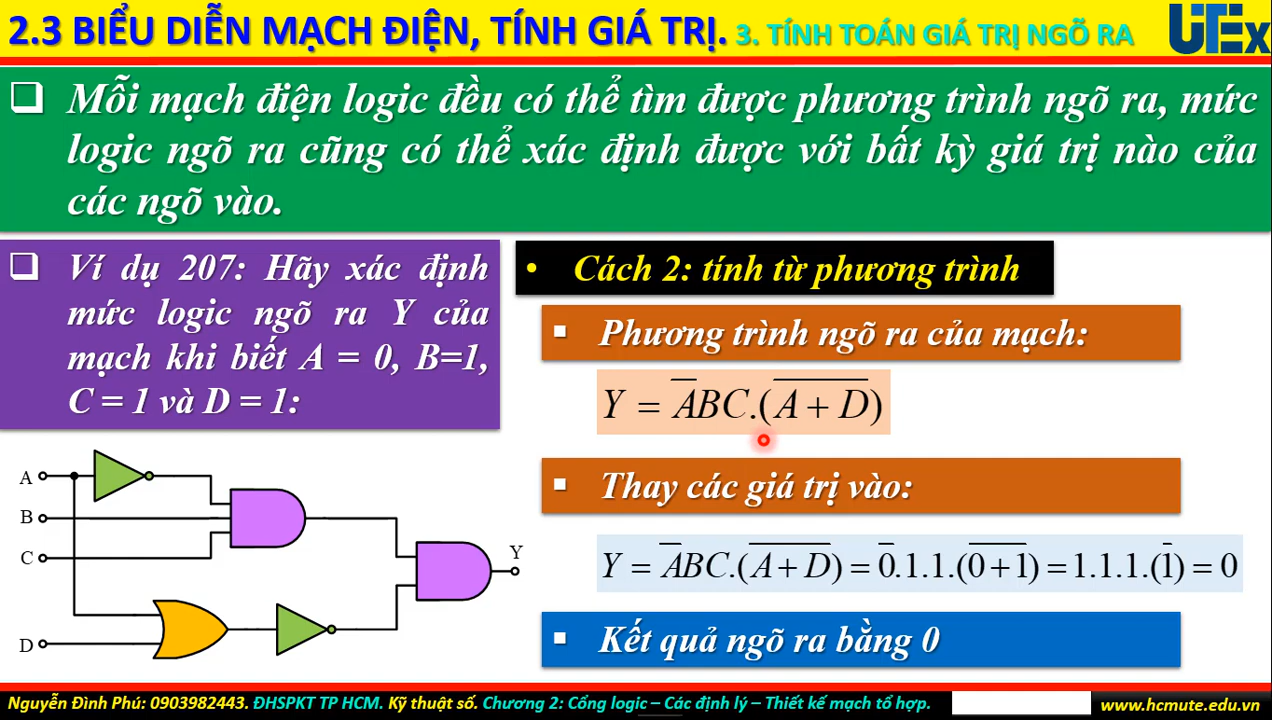 2.3 BIỂU DIỄN MẠCH ĐIỆN, TÍNH GIÁ TRỊ. 3. TÍNH TOÁN GIÁ TRỊ NGÕ RA
UTEx
Mỗi mạch điện logic đều có thể tìm được phương trình ngõ ra, mức
logic ngõ ra cũng có thể xác định được với bất kỳ giá trị nào của
các ngõ vào.
Ví dụ 207: Hãy xác định
mức logic ngõ ra Y của
mạch khi biết A = 0, B=1,
C = 1 và D = 1:
A
B
C
D
Y
• Cách 2: tính từ phương trình
Phương trình ngõ ra của mạch:
Y = A̅BC.(A̅ ̅+̅ ̅D̅)
Thay các giá trị vào:
Y = A̅BC.(A̅ ̅+̅ ̅D̅) = 0̅.1.1.(0̅ ̅+̅ ̅1̅) = 1.1.1.(1̅) = 0
Kết quả ngõ ra bằng 0
Nguyễn Đình Phú: 0903982443. ĐHSPKT TP HCM. Kỹ thuật số. Chương 2: Cổng logic – Các định lý – Thiết kế mạch tổ hợp.
www.hcmute.edu.vn